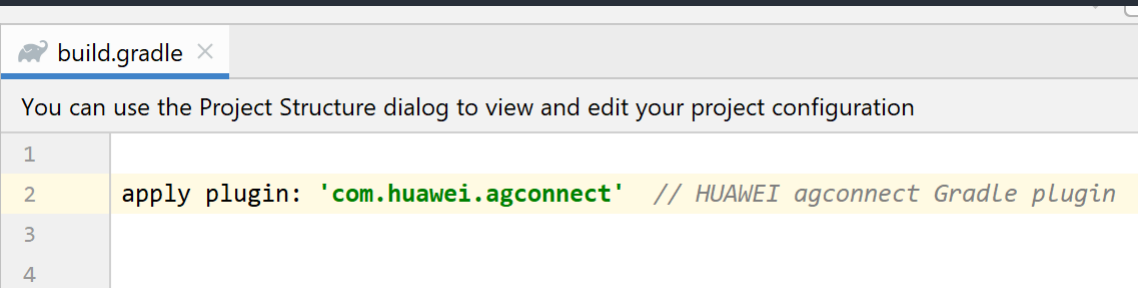 build.gradle
You can use the Project Structure dialog to view and edit your project configuration
1
2 apply plugin: 'com.huawei.agconnect' // HUAWEI agconnect Gradle plugin
3
4